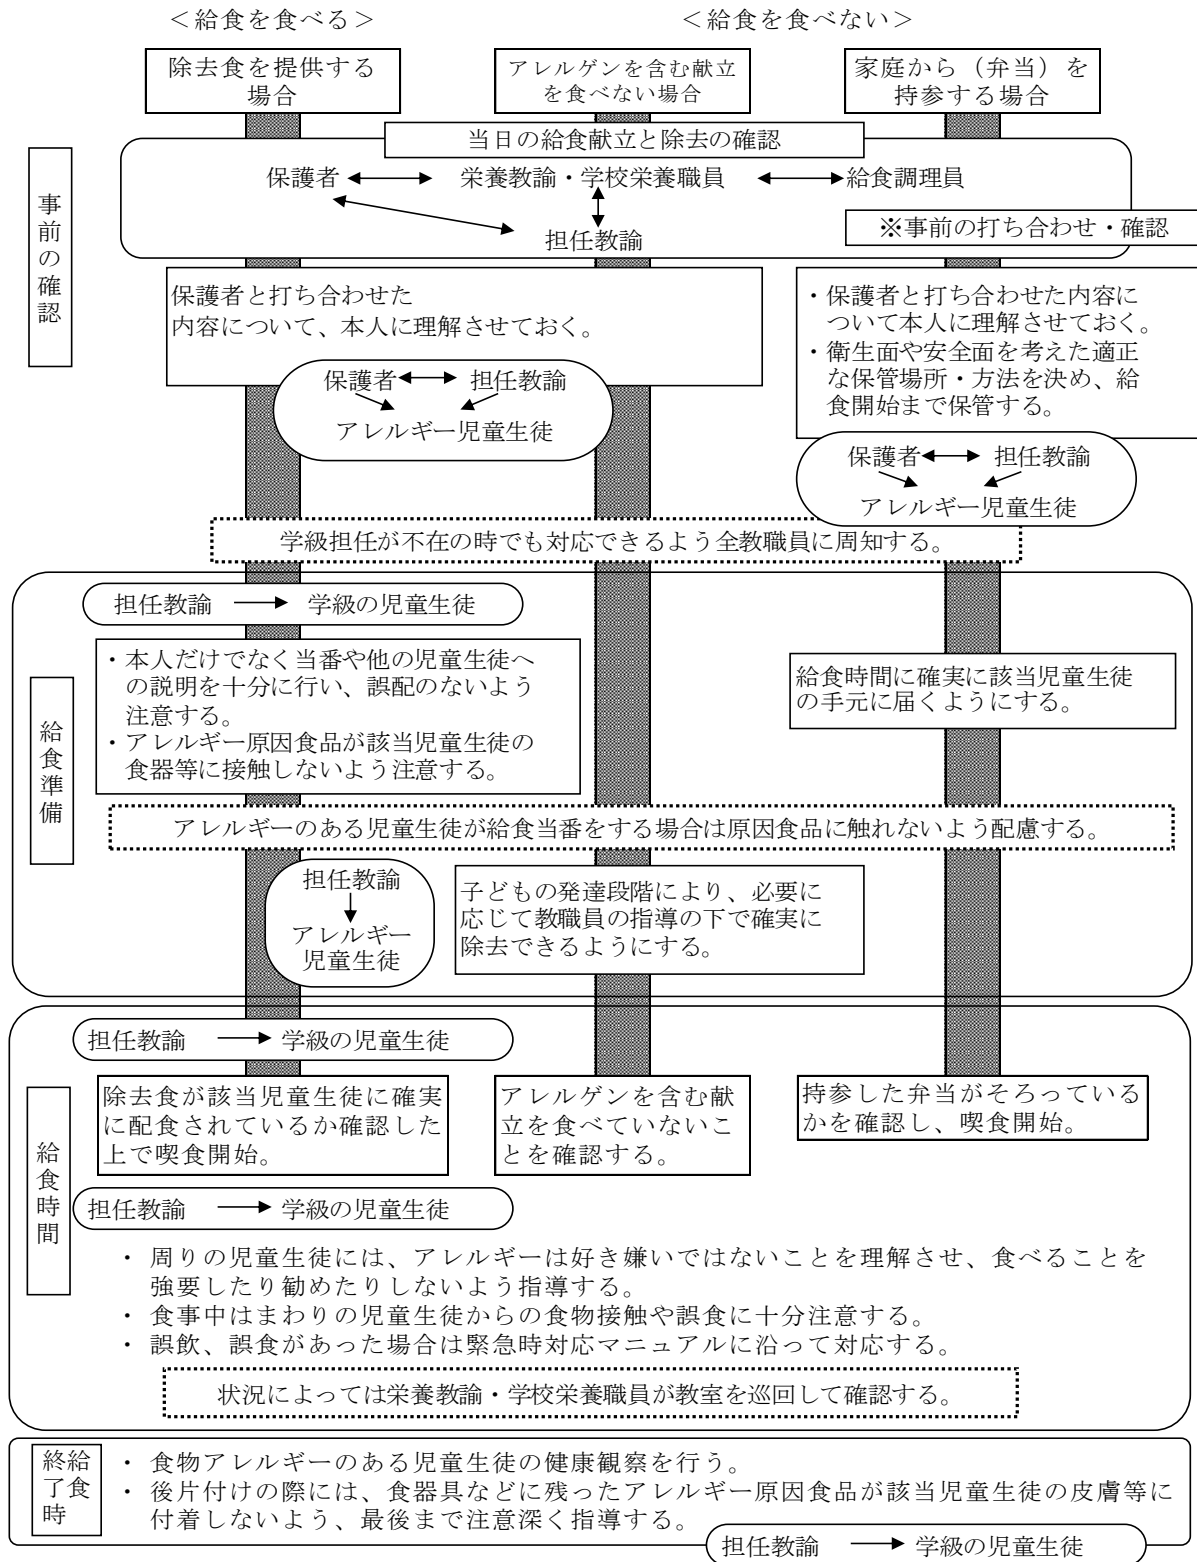 ＜給食を食べる＞
＜給食を食べない＞
除去食を提供する
場合
アレルゲンを含む献立
を食べない場合
家庭から（弁当）を
持参する場合
事前の確認
当日の給食献立と除去の確認
保護者
栄養教諭・学校栄養職員
給食調理員
担任教諭
※事前の打ち合わせ・確認
保護者と打ち合わせた
内容について、本人に理解させておく。
保護者
担任教諭
アレルギー児童生徒
・保護者と打ち合わせた内容に
ついて本人に理解させておく。
・衛生面や安全面を考えた適正
な保管場所・方法を決め、給
食開始まで保管する。
保護者
担任教諭
アレルギー児童生徒
学級担任が不在の時でも対応できるよう全教職員に周知する。
給食準備
担任教諭
学級の児童生徒
・本人だけでなく当番や他の児童生徒へ
の説明を十分に行い、誤配のないよう
注意する。
・アレルギー原因食品が該当児童生徒の
食器等に接触しないよう注意する。
給食時間に確実に該当児童生徒
の手元に届くようにする。
アレルギーのある児童生徒が給食当番をする場合は原因食品に触れないよう配慮する。
担任教諭
アレルギー
児童生徒
子どもの発達段階により、必要に
応じて教職員の指導の下で確実に
除去できるようにする。
給食時間
担任教諭
学級の児童生徒
除去食が該当児童生徒に確実
に配食されているか確認した
上で喫食開始。
アレルゲンを含む献
立を食べていないこ
とを確認する。
持参した弁当がそろっている
かを確認し、喫食開始。
担任教諭
学級の児童生徒
・ 周りの児童生徒には、アレルギーは好き嫌いではないことを理解させ、食べることを
強要したり勧めたりしないよう指導する。
・ 食事中はまわりの児童生徒からの食物接触や誤食に十分注意する。
・ 誤飲、誤食があった場合は緊急時対応マニュアルに沿って対応する。
状況によっては栄養教諭・学校栄養職員が教室を巡回して確認する。
給食
終了時
・ 食物アレルギーのある児童生徒の健康観察を行う。
・ 後片付けの際には、食器具などに残ったアレルギー原因食品が該当児童生徒の皮膚等に
付着しないよう、最後まで注意深く指導する。
担任教諭
学級の児童生徒